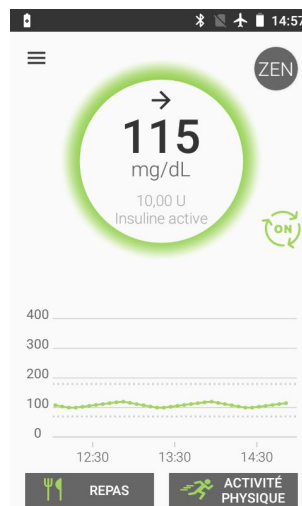 14:57
ZEN
115
mg/dL
10,00 U
Insuline active
ON
400
300
200
100
0
12:30 13:30 14:30
REPAS
ACTIVITÉ
PHYSIQUE